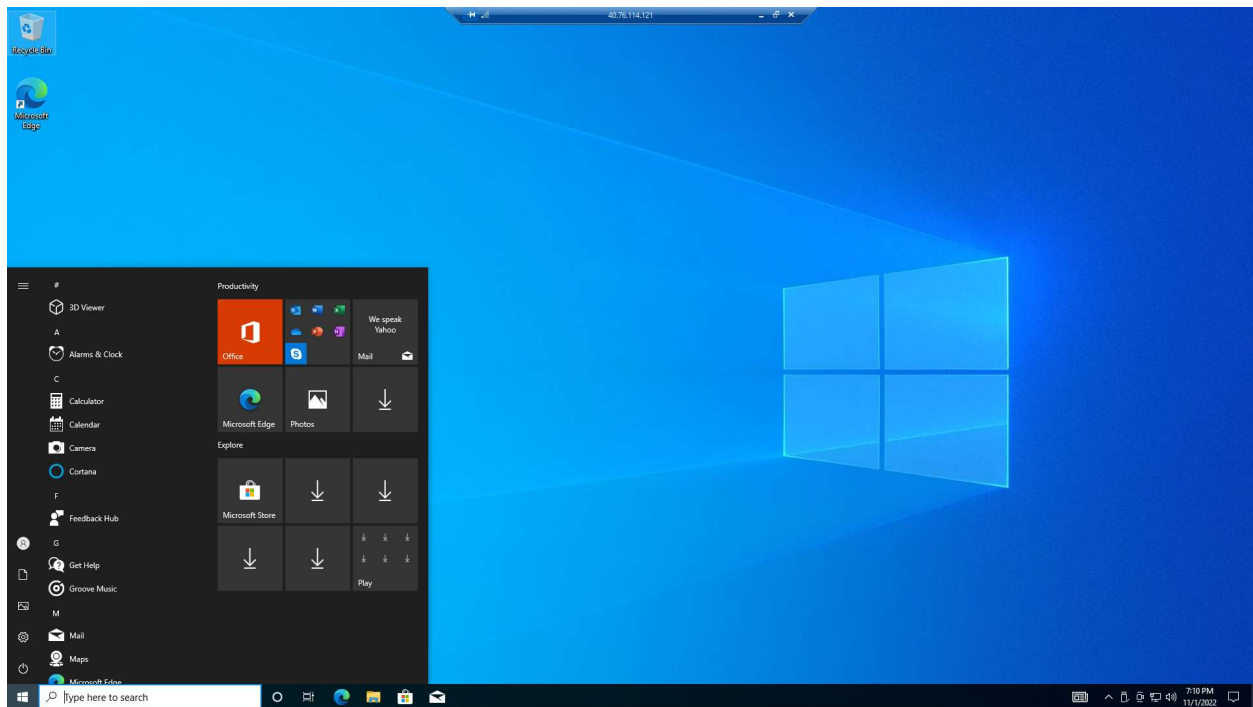 40.76.114.121
Recycle Bin
Microsoft
Edge
#
3D Viewer
A
Alarms & Clock
C
Calculator
Calendar
Camera
Cortana
F
Feedback Hub
G
Get Help
Groove Music
M
Mail
Maps
Microsoft Edge
Productivity
Office
We speak
Yahoo
Mail
Microsoft Edge
Photos
Explore
Microsoft Store
Play
Type here to search
7:10 PM
11/1/2022